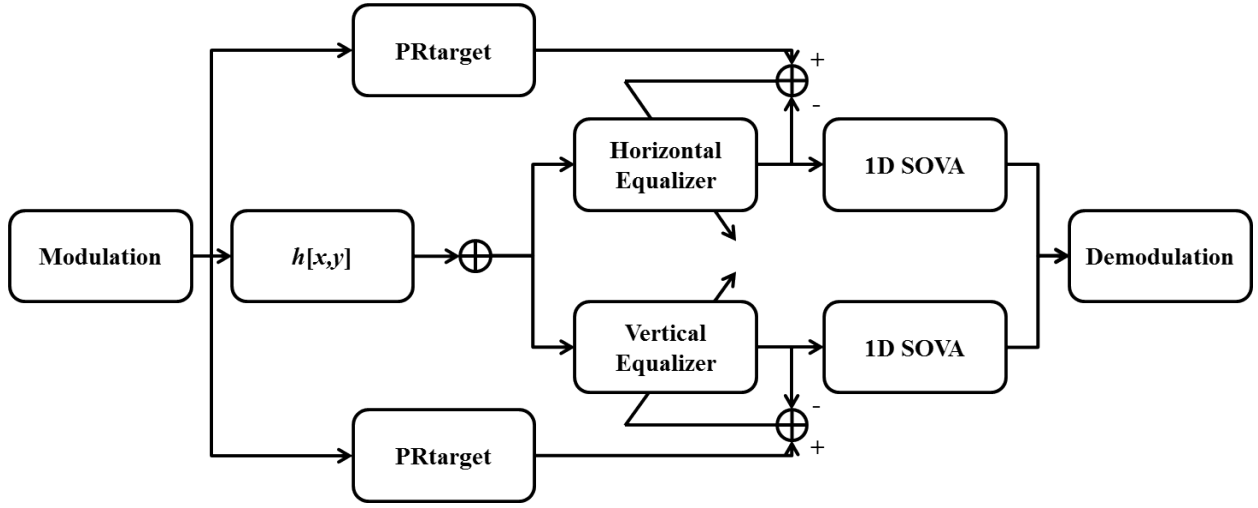 PRtarget
+
-
Horizontal
Equalizer
1D SOVA
Modulation
h[x,y]
Demodulation
Vertical
Equalizer
1D SOVA
-
+
PRtarget